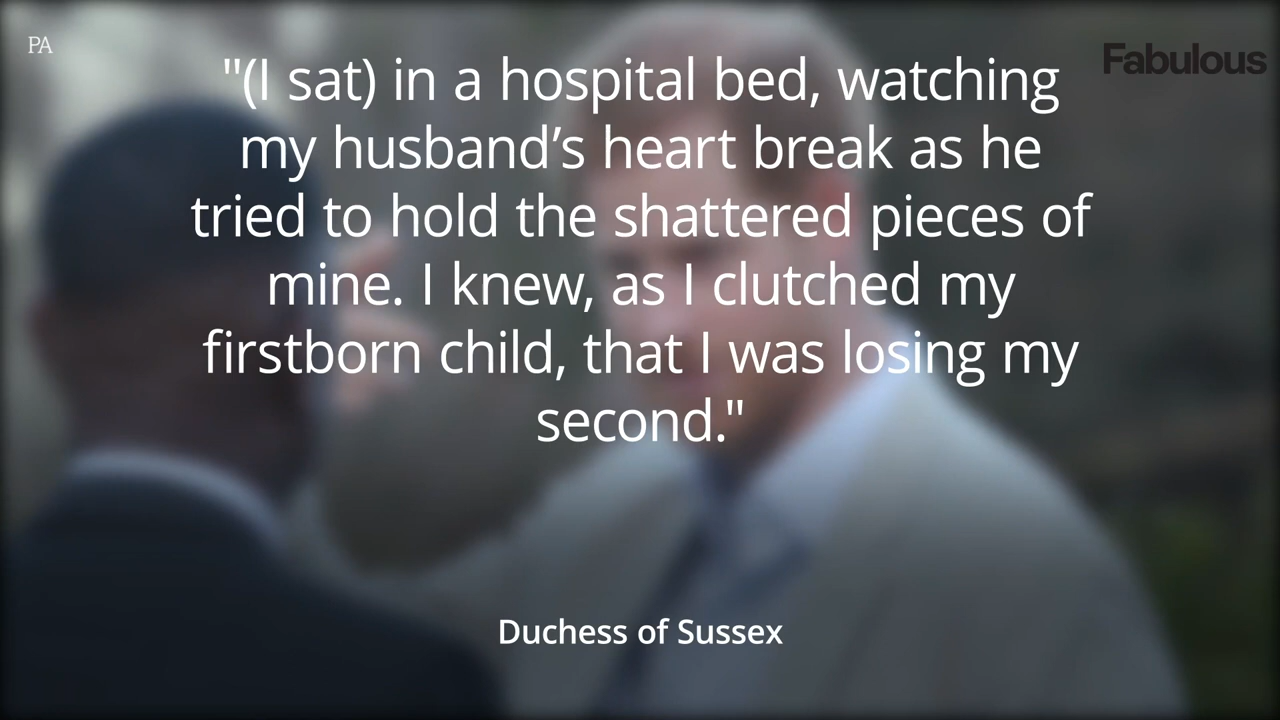 PA
Fabulous
"(I sat) in a hospital bed, watching
my husband’s heart break as he
tried to hold the shattered pieces of
mine. I knew, as I clutched my
firstborn child, that I was losing my
second."
Duchess of Sussex